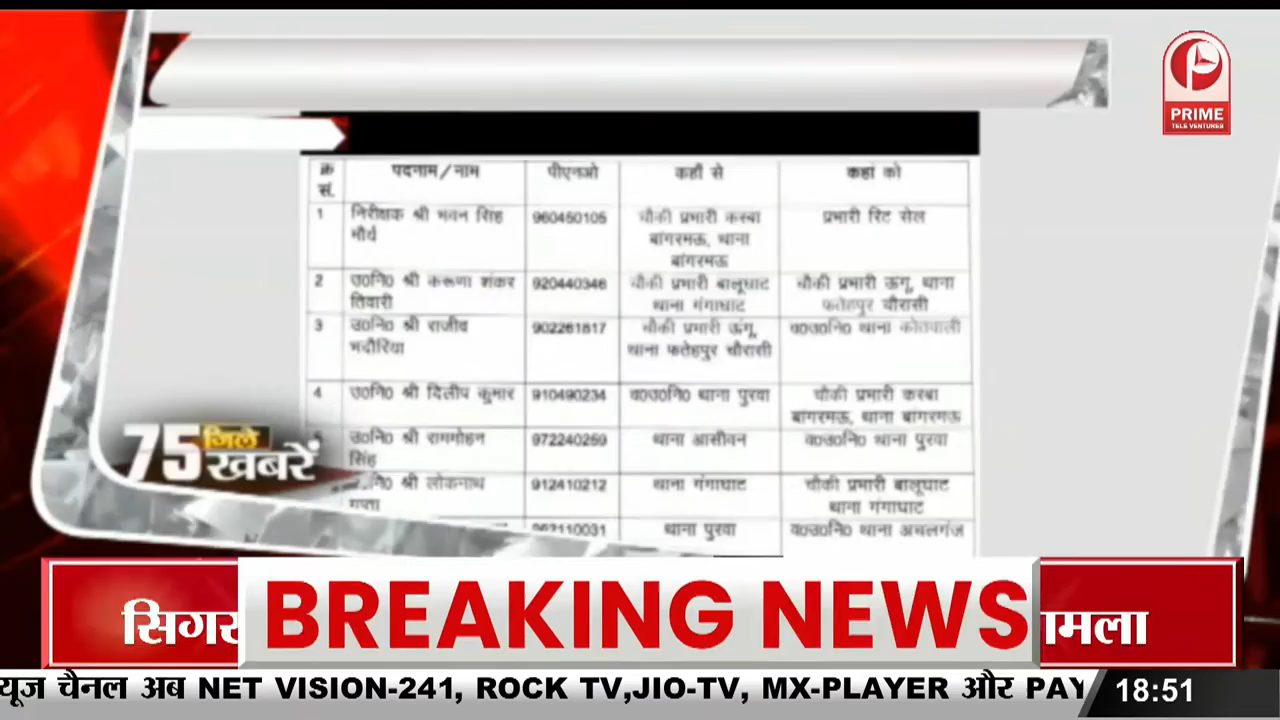 PRIME
TELE VENTURES
क्र सं. पदनाम/नाम पीएनओ कहाँ से कहां को
1 निरीक्षक श्री भवन सिंह मौर्य 960450105 चौकी प्रभारी कस्बा बांगरमऊ, थाना बांगरमऊ प्रभारी रिट सेल
2 उ0नि0 श्री करूणा शंकर तिवारी 920440346 चौकी प्रभारी बालूघाट थाना गंगाघाट चौकी प्रभारी ऊंगू, थाना फतेहपुर चौरासी
3 उ0नि0 श्री राजीव भदौरिया 902261817 चौकी प्रभारी ऊंगू, थाना फतेहपुर चौरासी व0उ0नि0 थाना कोतवाली
4 उ0नि0 श्री दिलीप कुमार 910490234 व0उ0नि0 थाना पुरवा चौकी प्रभारी कस्बा बांगरमऊ, थाना बांगरमऊ
उ0नि0 श्री राममोहन सिंह 972240259 थाना आसीवन व0उ0नि0 थाना पुरवा
श्री लोकनाथ गुप्ता 912410212 थाना गंगाघाट चौकी प्रभारी बालूघाट थाना गंगाघाट
थाना पुरवा व0उ0नि0 थाना अचलगंज
75 जिले खबरें
BREAKING NEWS
यूज चैनल अब NET VISION-241, ROCK TV,JIO-TV, MX-PLAYER और PAY
18:51